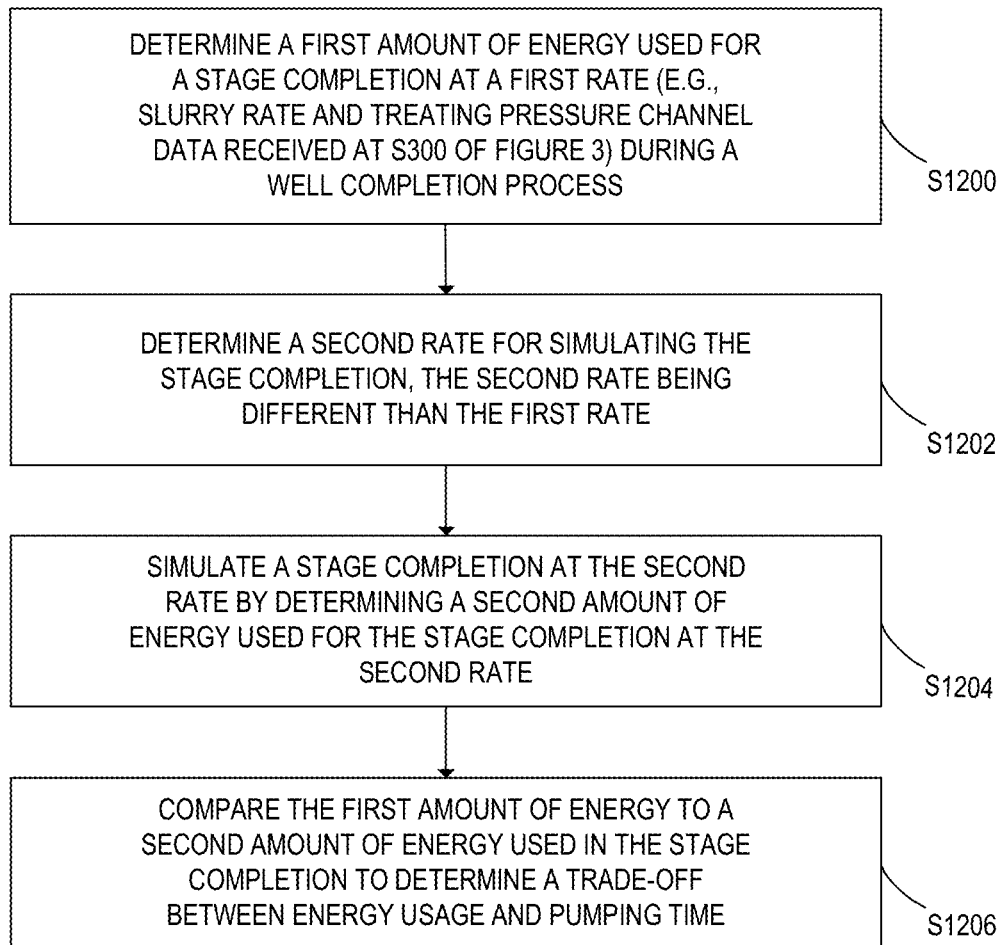 DETERMINE A FIRST AMOUNT OF ENERGY USED FOR
A STAGE COMPLETION AT A FIRST RATE (E.G.,
SLURRY RATE AND TREATING PRESSURE CHANNEL
DATA RECEIVED AT S300 OF FIGURE 3) DURING A
WELL COMPLETION PROCESS
S1200
DETERMINE A SECOND RATE FOR SIMULATING THE
STAGE COMPLETION, THE SECOND RATE BEING
DIFFERENT THAN THE FIRST RATE
S1202
SIMULATE A STAGE COMPLETION AT THE SECOND
RATE BY DETERMINING A SECOND AMOUNT OF
ENERGY USED FOR THE STAGE COMPLETION AT THE
SECOND RATE
S1204
COMPARE THE FIRST AMOUNT OF ENERGY TO A
SECOND AMOUNT OF ENERGY USED IN THE STAGE
COMPLETION TO DETERMINE A TRADE-OFF
BETWEEN ENERGY USAGE AND PUMPING TIME
S1206